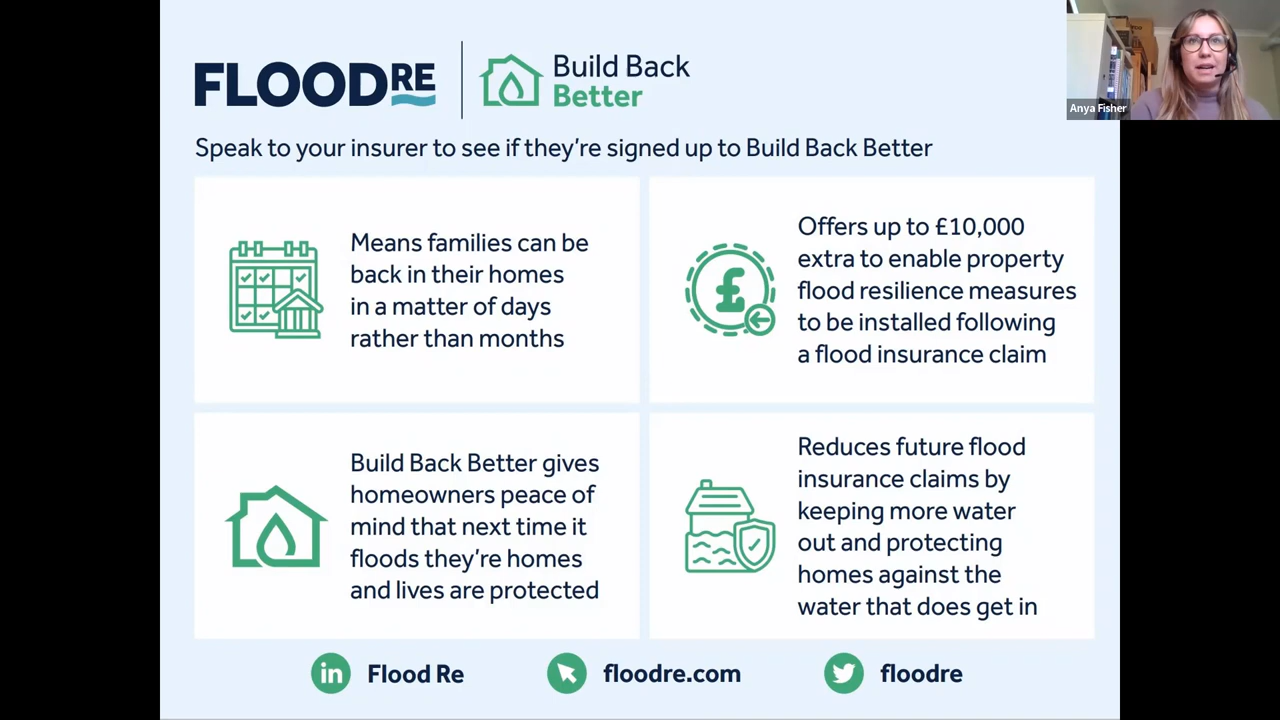 FLOODRE
Build Back
Better
Anya Fisher
Speak to your insurer to see if they're signed up to Build Back Better
Means families can be
back in their homes
in a matter of days
rather than months
Offers up to £10,000
extra to enable property
flood resilience measures
to be installed following
a flood insurance claim
Build Back Better gives
homeowners peace of
mind that next time it
floods they're homes
and lives are protected
Reduces future flood
insurance claims by
keeping more water
out and protecting
homes against the
water that does get in
in Flood Re
floodre.com
floodre